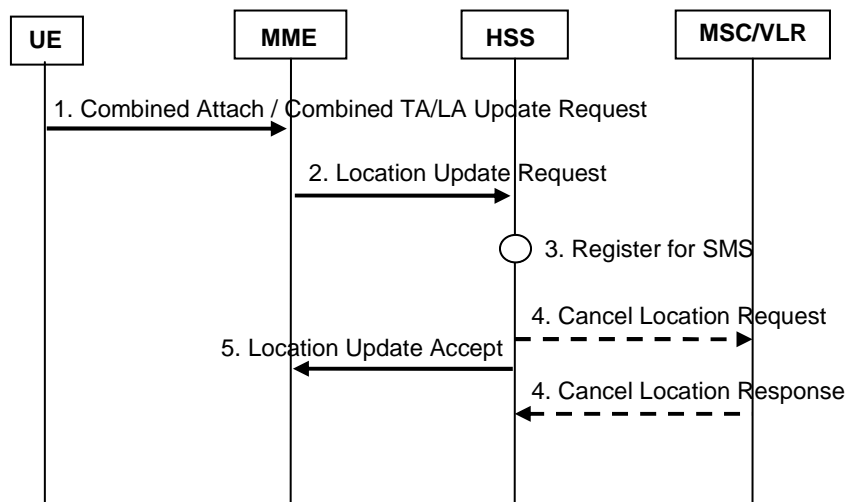 UE
MME
HSS
MSC/VLR
1. Combined Attach / Combined TA/LA Update Request
2. Location Update Request
3. Register for SMS
4. Cancel Location Request
5. Location Update Accept
4. Cancel Location Response